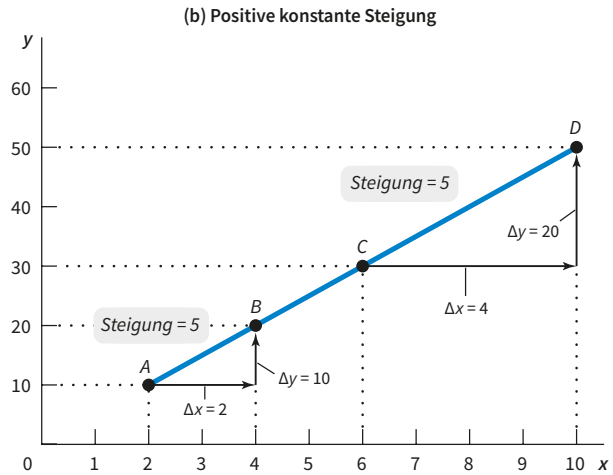 (b) Positive konstante Steigung
y
60
50
40
30
20
10
0 1 2 3 4 5 6 7 8 9 10 x
A
B
C
D
Steigung = 5
Steigung = 5
Δx = 2
Δy = 10
Δx = 4
Δy = 20